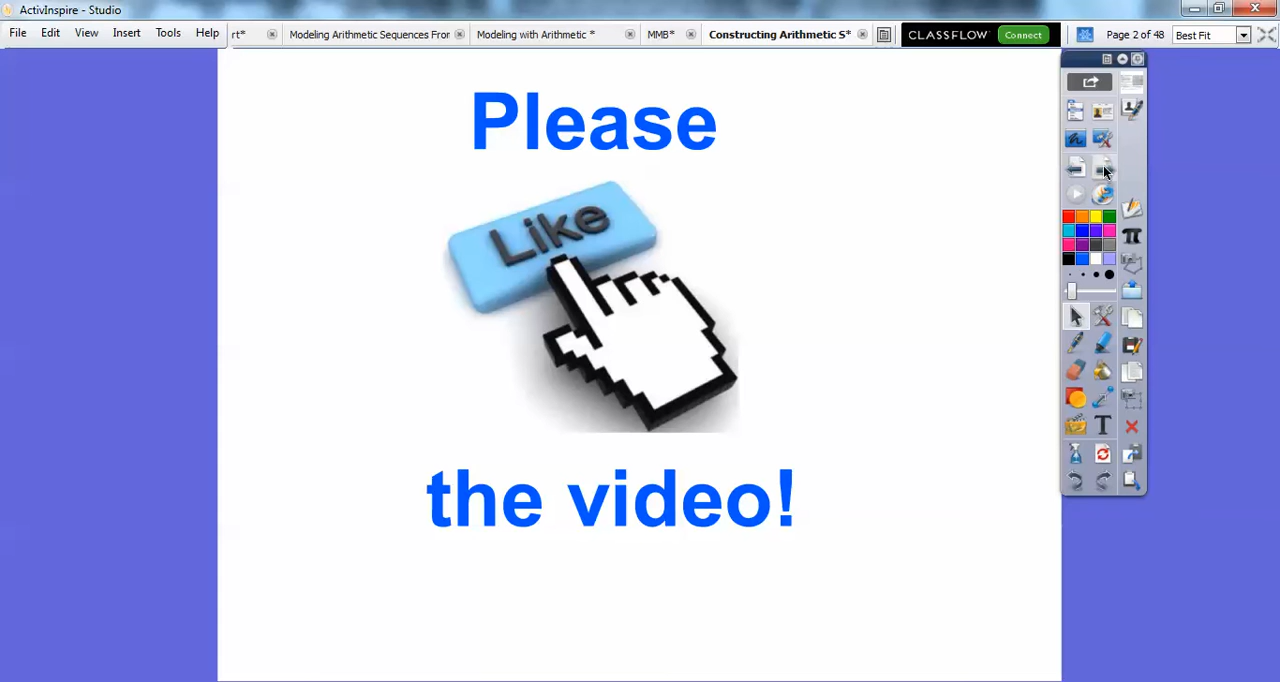 ActivInspire - Studio
File Edit View Insert Tools Help rt* Modeling Arithmetic Sequences Fror Modeling with Arithmetic * MMB* Constructing Arithmetic S* CLASSFLOW Connect Page 2 of 48 Best Fit
Please
Like
the video!